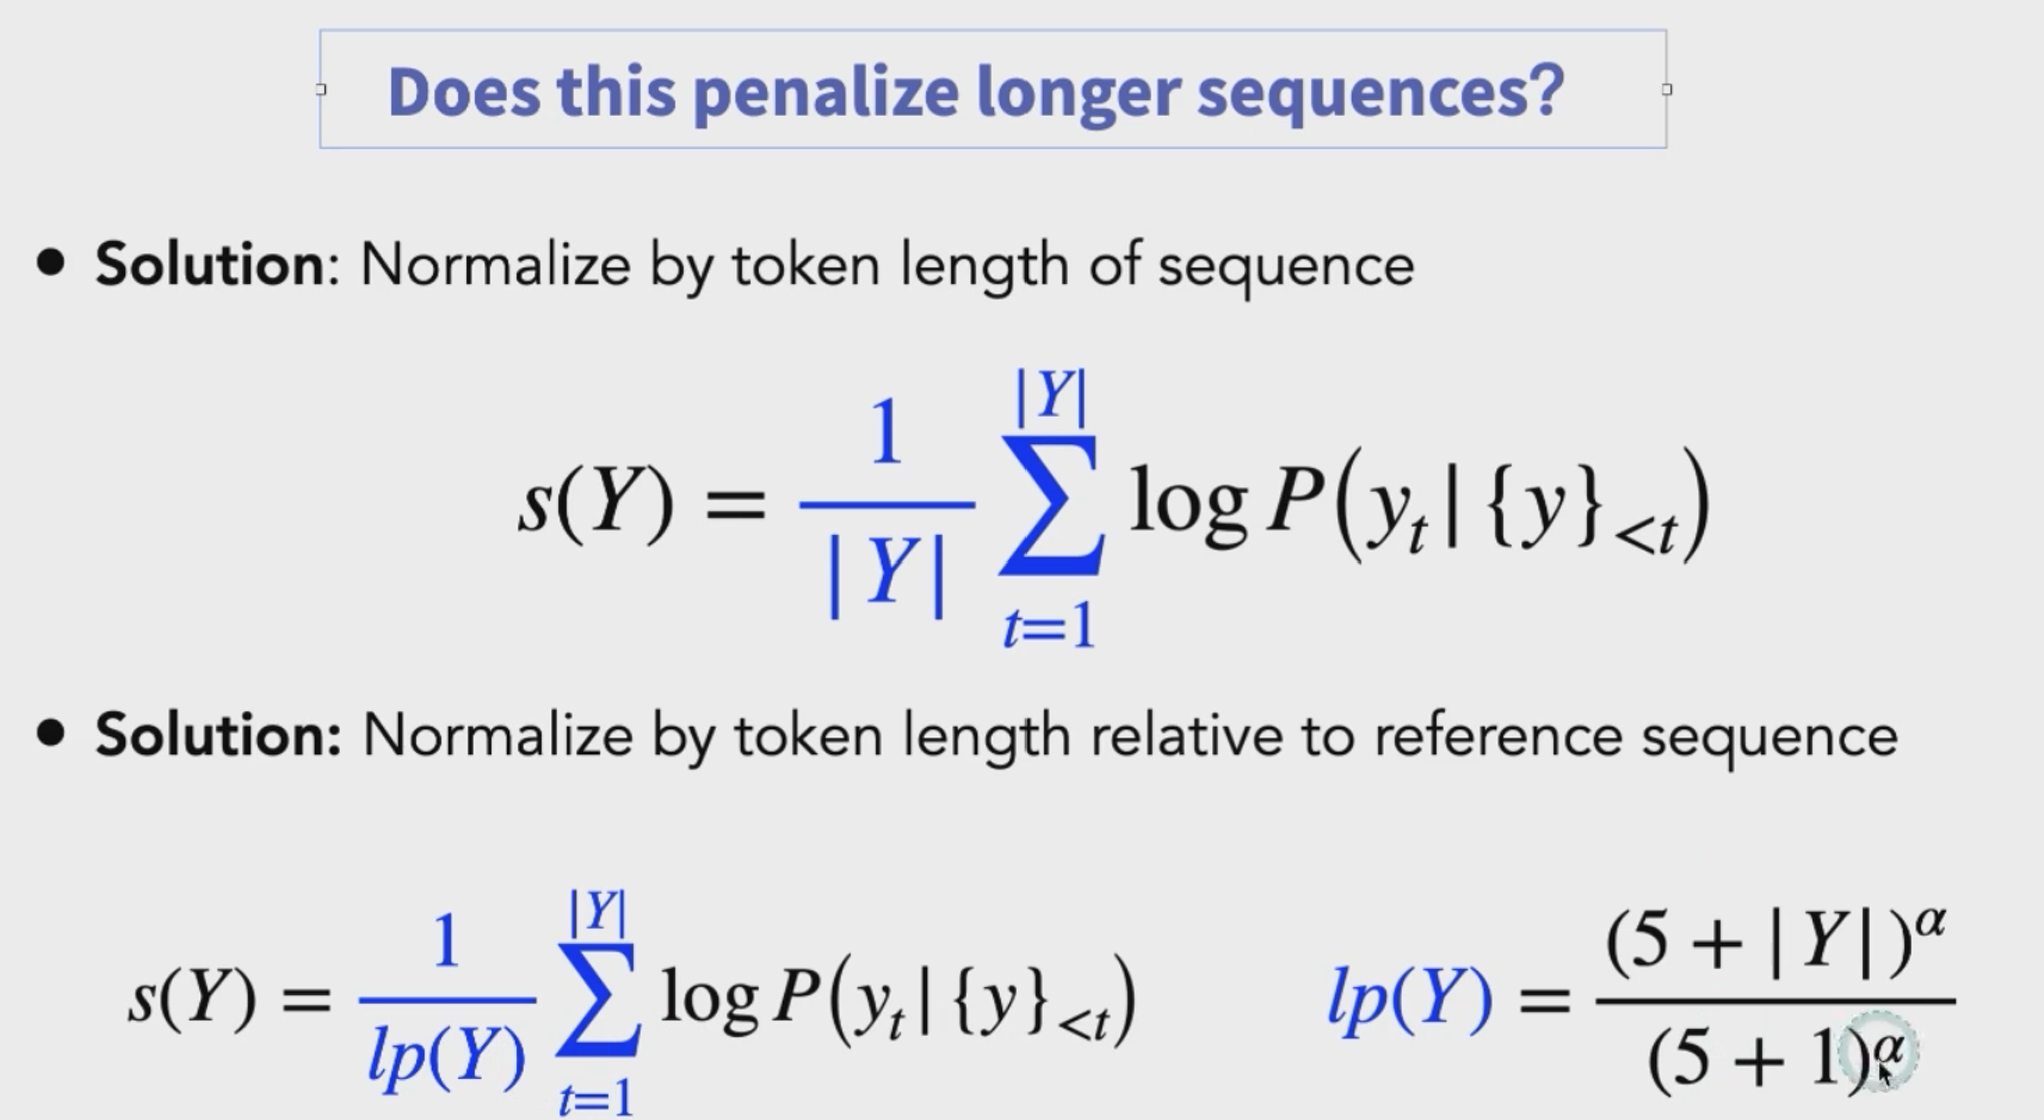 Does this penalize longer sequences?
• Solution: Normalize by token length of sequence
s(Y) = \frac{1}{|Y|} \sum_{t=1}^{|Y|} \log P(y_t | {y}_{<t})
• Solution: Normalize by token length relative to reference sequence
s(Y) = \frac{1}{lp(Y)} \sum_{t=1}^{|Y|} \log P(y_t | {y}_{<t}) lp(Y) = \frac{(5 + |Y|)^α}{(5 + 1)^α}